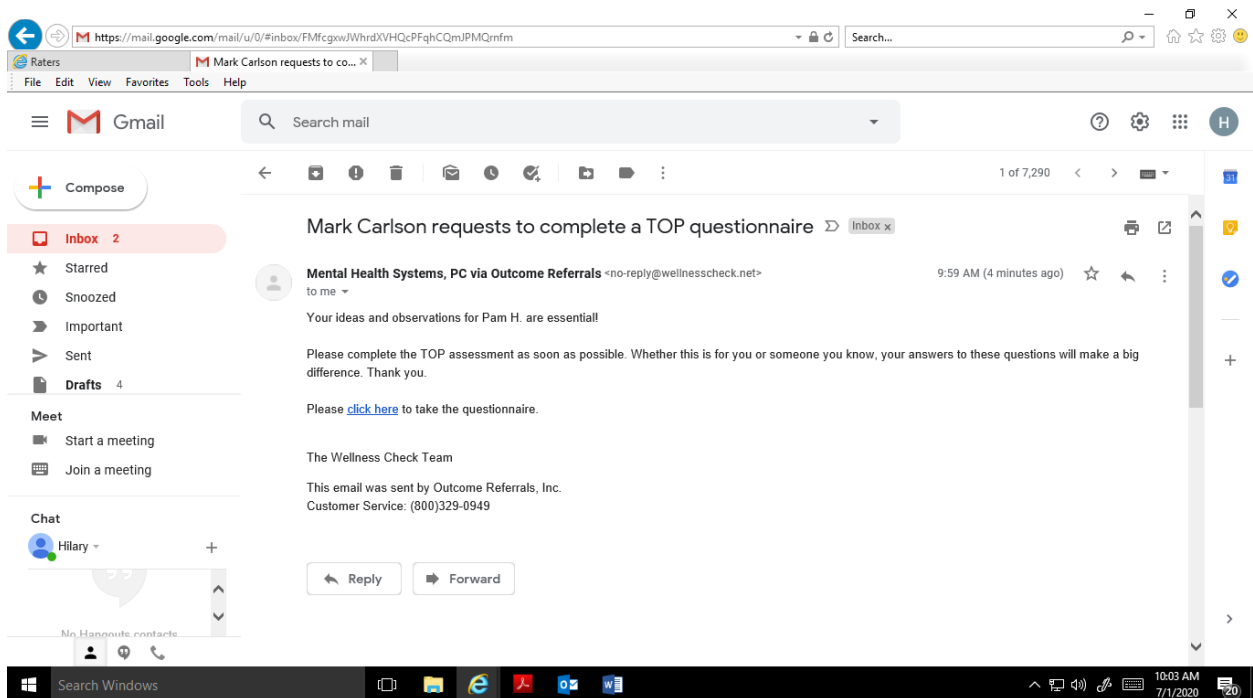 https://mail.google.com/mail/u/0/#inbox/FMfcgxwJWhrdXVHQcPFqhCQmJPMQrnfm
Search...
Raters
Mark Carlson requests to co...
File Edit View Favorites Tools Help
Gmail
Search mail
H
Compose
1 of 7,290
31
Mark Carlson requests to complete a TOP questionnaire
Inbox x
Inbox 2
Starred
Snoozed
Important
Sent
Drafts 4
Mental Health Systems, PC via Outcome Referrals <no-reply@wellnesscheck.net>
9:59 AM (4 minutes ago)
to me
Your ideas and observations for Pam H. are essential!
Please complete the TOP assessment as soon as possible. Whether this is for you or someone you know, your answers to these questions will make a big
difference. Thank you.
Please click here to take the questionnaire.
The Wellness Check Team
This email was sent by Outcome Referrals, Inc.
Customer Service: (800)329-0949
Reply
Forward
Meet
Start a meeting
Join a meeting
Chat
Hilary
No Hangouts contacts
Search Windows
10:03 AM
7/1/2020
20